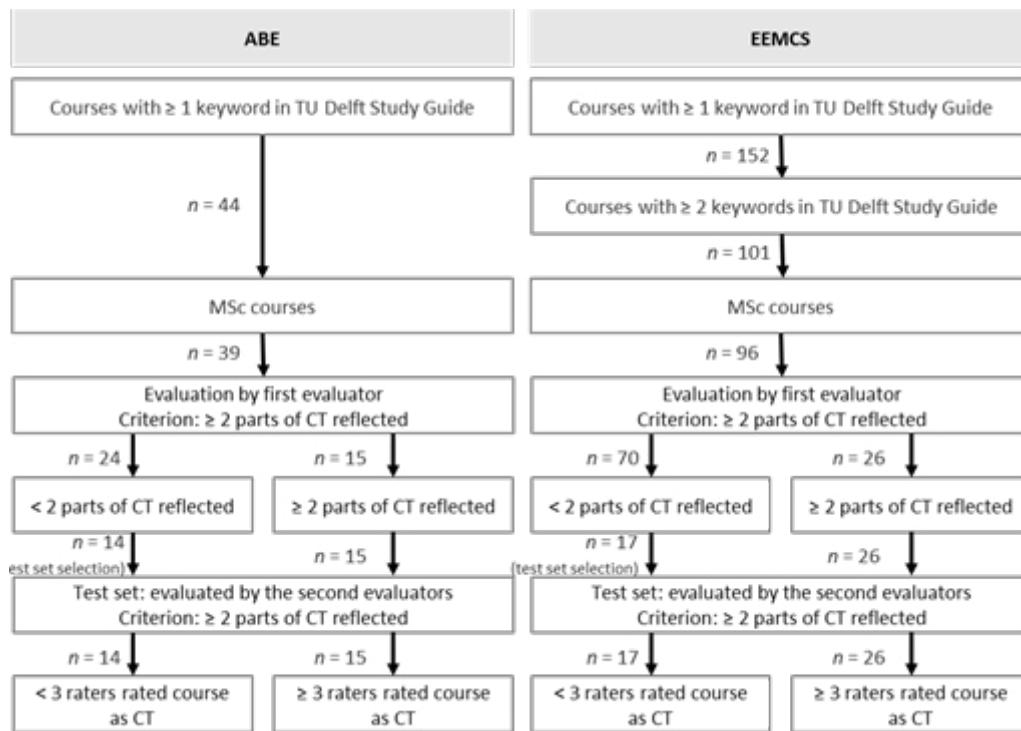 ABE
Courses with ≥ 1 keyword in TU Delft Study Guide
n = 44
MSc courses
n = 39
Evaluation by first evaluator
Criterion: ≥ 2 parts of CT reflected
n = 24
n = 15
< 2 parts of CT reflected
≥ 2 parts of CT reflected
n = 14
est set selection)
n = 15
Test set: evaluated by the second evaluators
Criterion: ≥ 2 parts of CT reflected
n = 14
n = 15
< 3 raters rated course
as CT
≥ 3 raters rated course
as CT
EEMCS
Courses with ≥ 1 keyword in TU Delft Study Guide
n = 152
Courses with ≥ 2 keywords in TU Delft Study Guide
n = 101
MSc courses
n = 96
Evaluation by first evaluator
Criterion: ≥ 2 parts of CT reflected
n = 70
n = 26
< 2 parts of CT reflected
≥ 2 parts of CT reflected
n = 17
(test set selection)
n = 26
Test set: evaluated by the second evaluators
Criterion: ≥ 2 parts of CT reflected
n = 17
n = 26
< 3 raters rated course
as CT
≥ 3 raters rated course
as CT